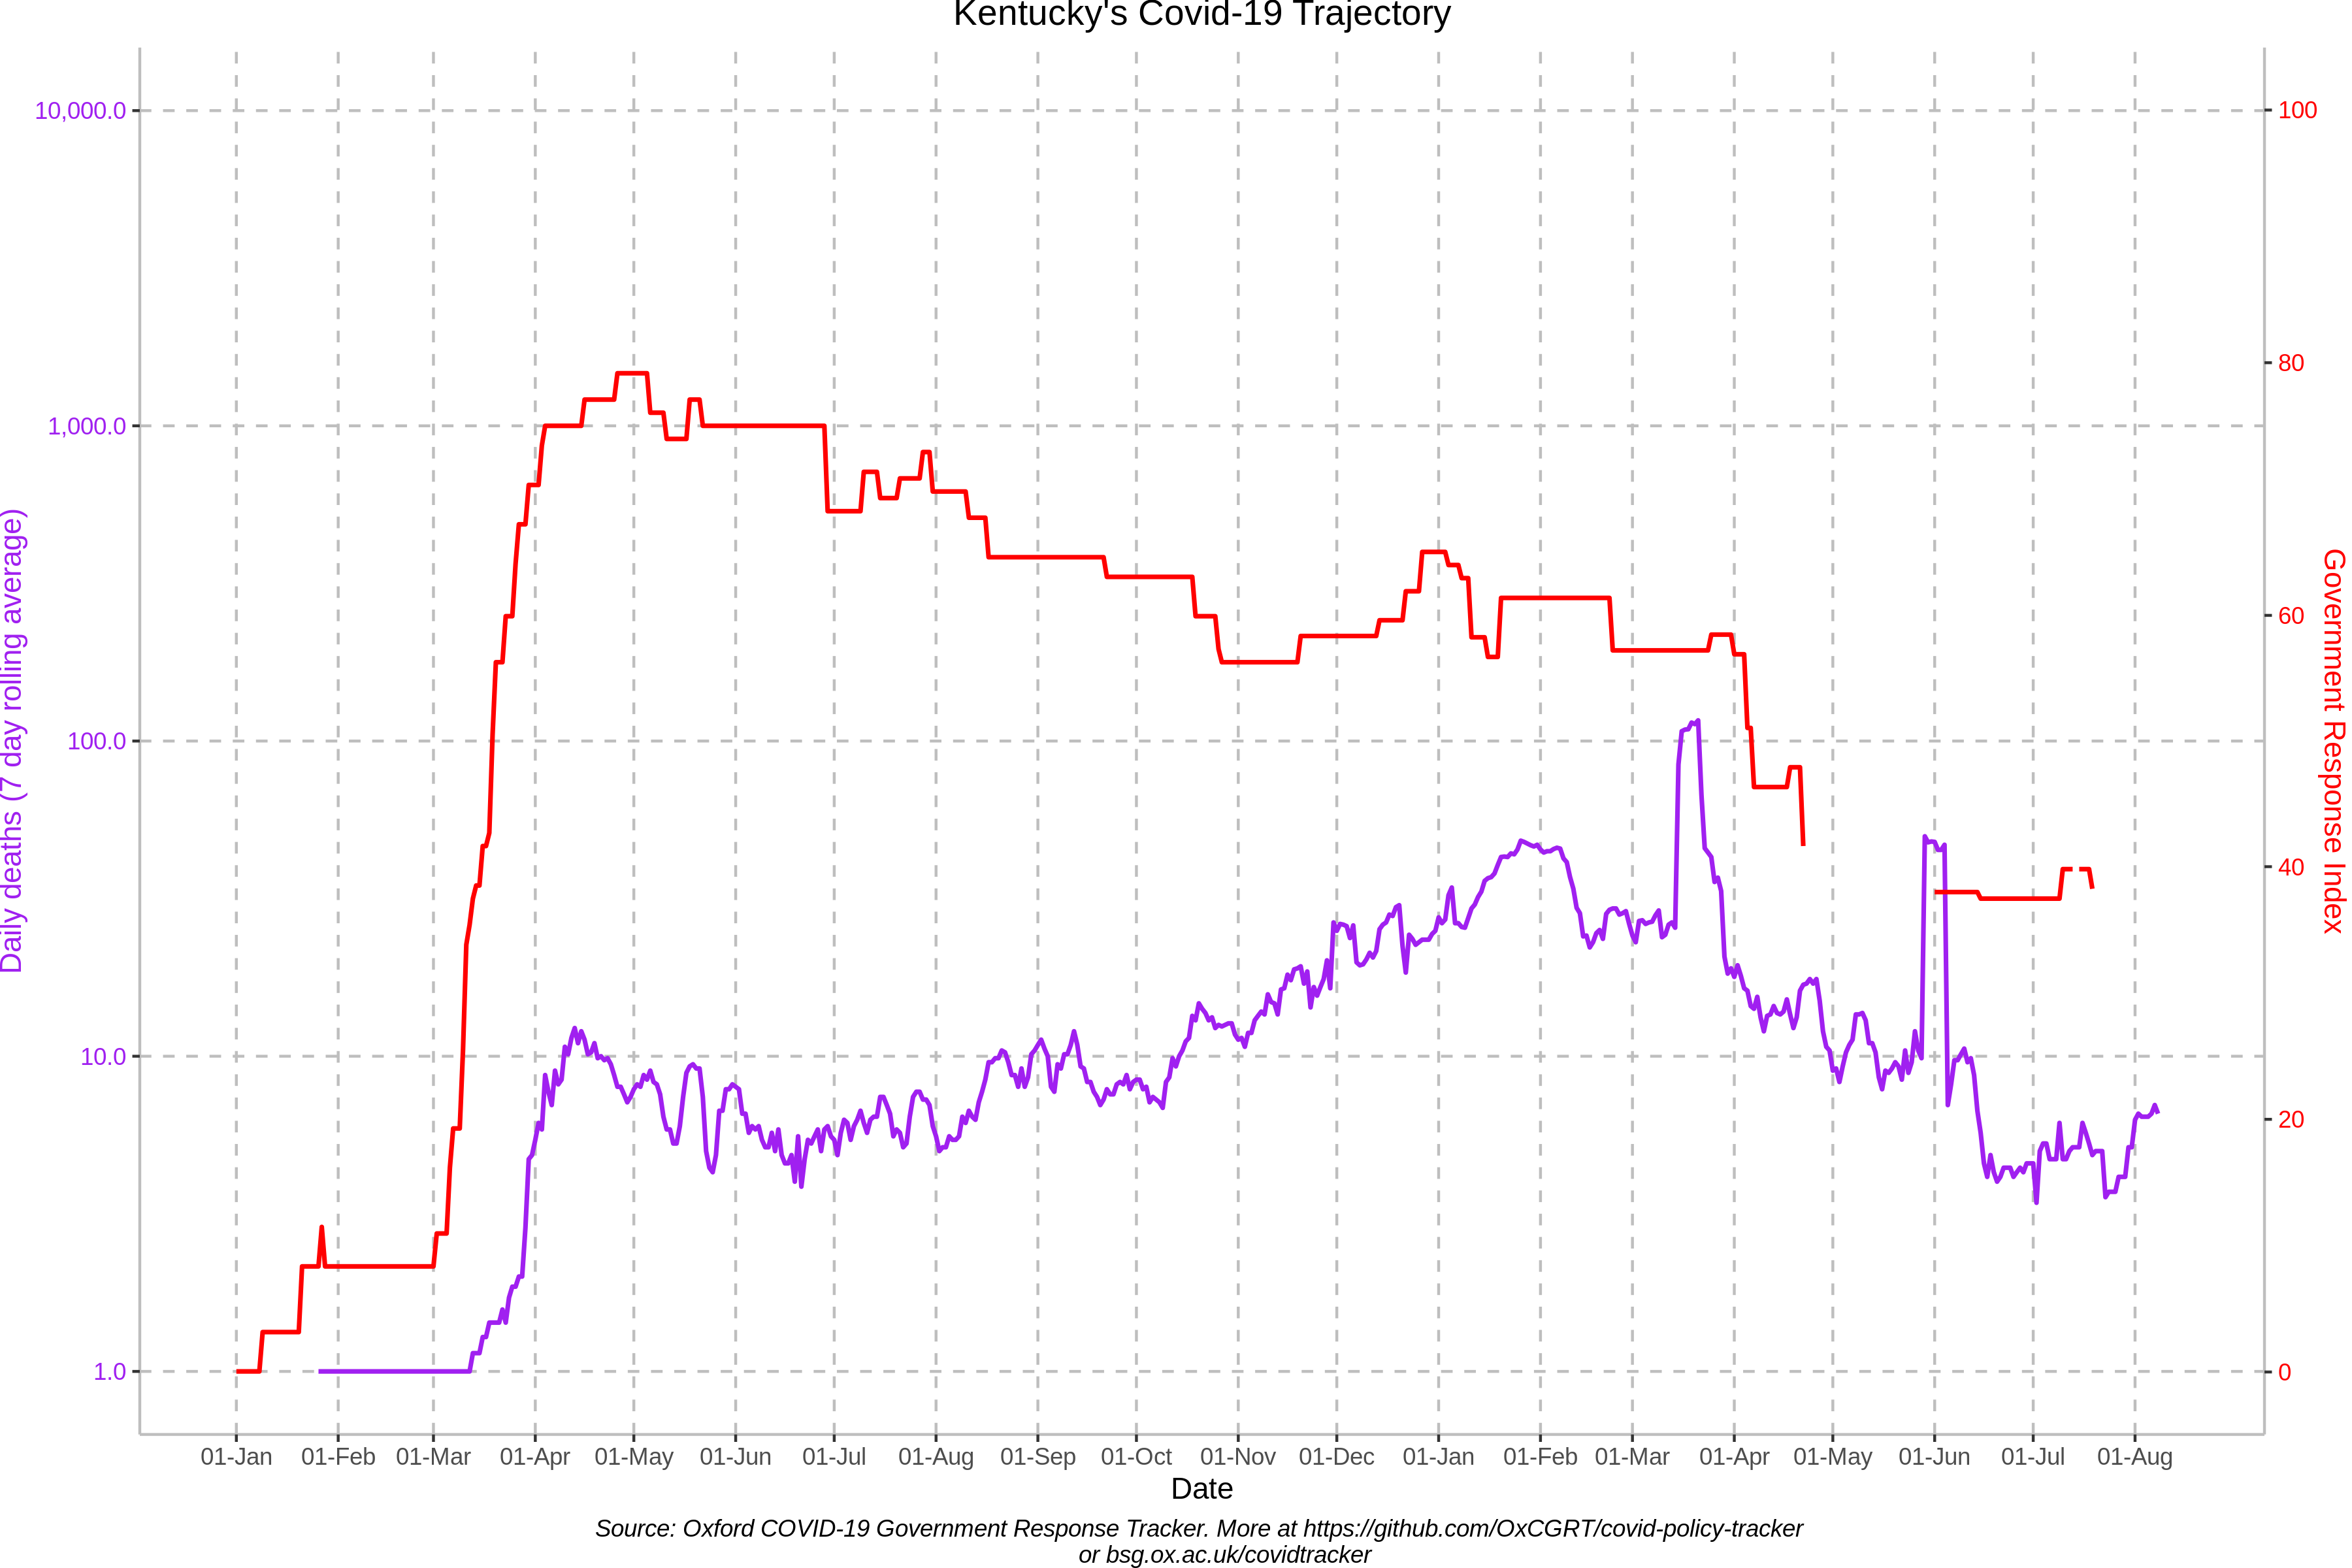 Kentucky's Covid-19 Trajectory
10,000.0
1,000.0
100.0
10.0
1.0
Daily deaths (7 day rolling average)
100
80
60
40
20
0
Government Response Index
01-Jan 01-Feb 01-Mar 01-Apr 01-May 01-Jun 01-Jul 01-Aug 01-Sep 01-Oct 01-Nov 01-Dec 01-Jan 01-Feb 01-Mar 01-Apr 01-May 01-Jun 01-Jul 01-Aug
Date
Source: Oxford COVID-19 Government Response Tracker. More at https://github.com/OxCGRT/covid-policy-tracker
or bsg.ox.ac.uk/covidtracker